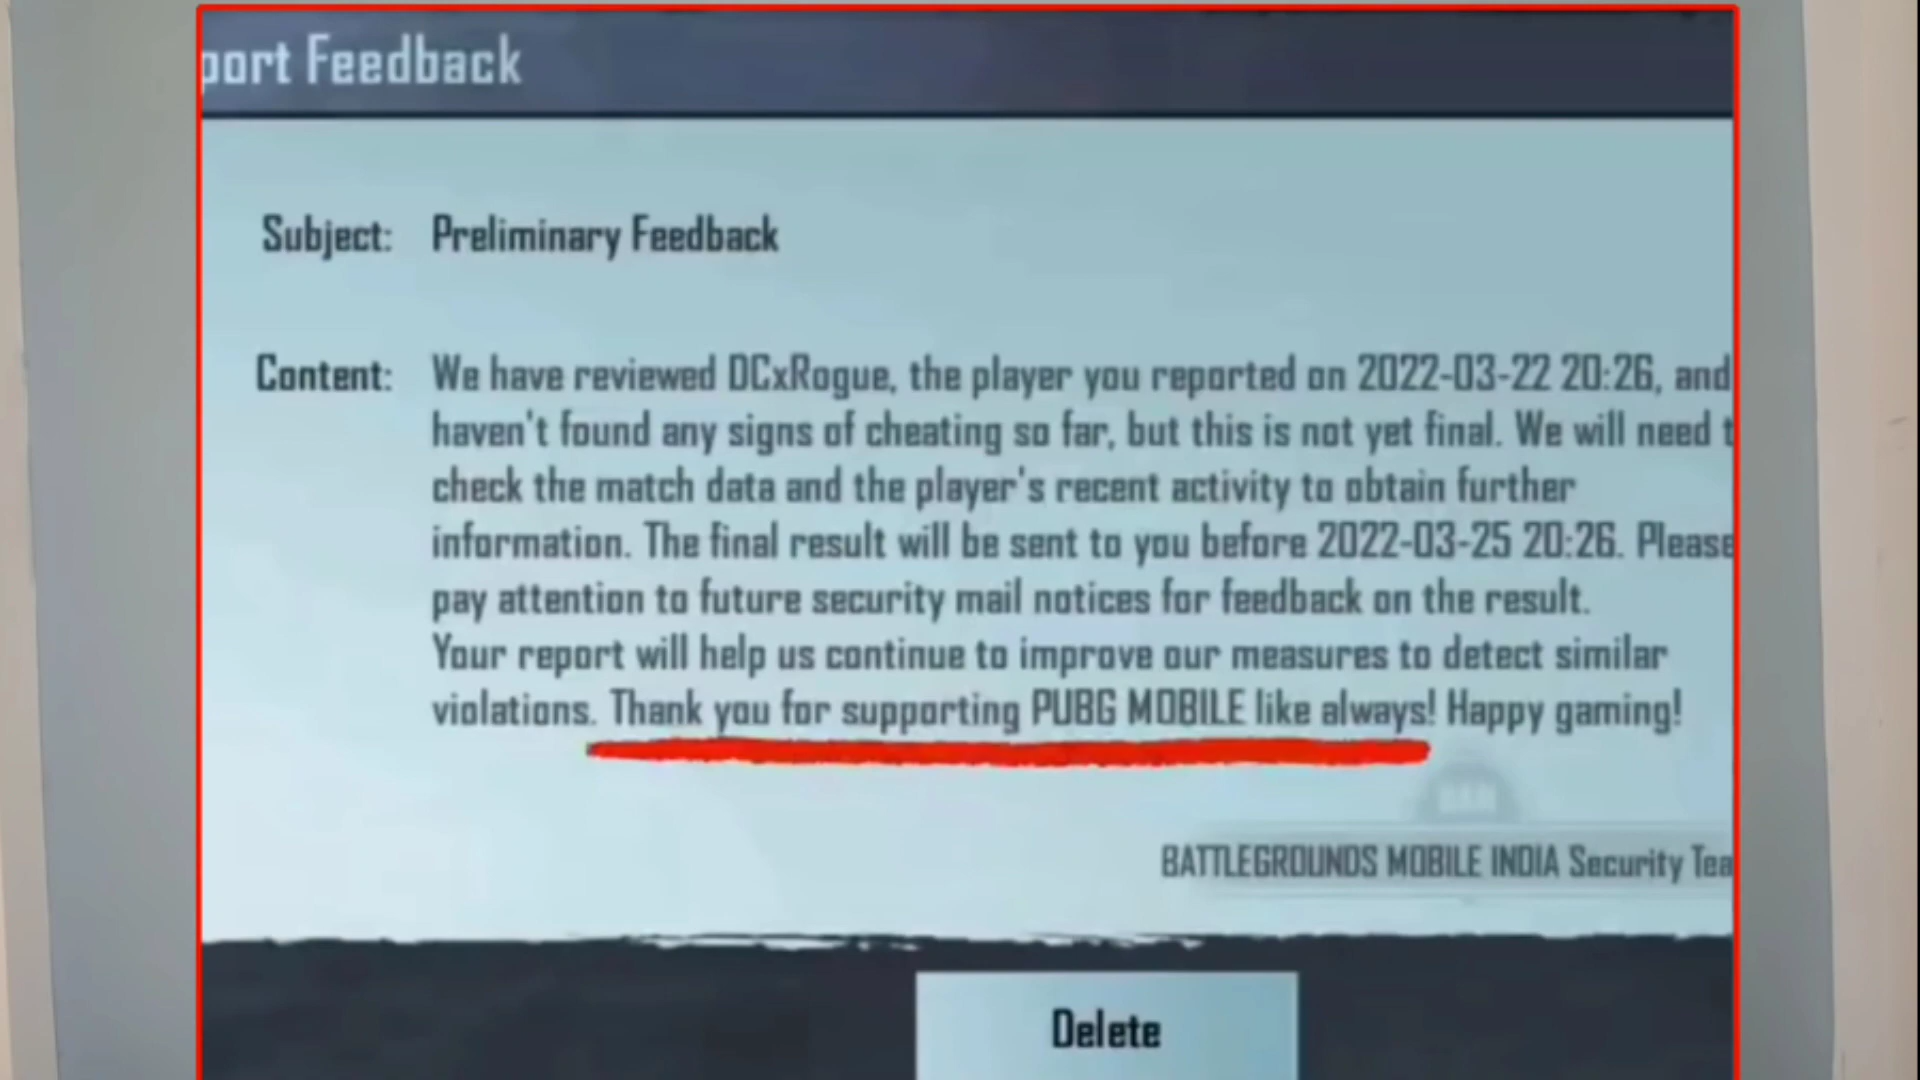 port Feedback
Subject: Preliminary Feedback
Content: We have reviewed DCxRogue, the player you reported on 2022-03-22 20:26, and
haven't found any signs of cheating so far, but this is not yet final. We will need t
check the match data and the player's recent activity to obtain further
information. The final result will be sent to you before 2022-03-25 20:26. Please
pay attention to future security mail notices for feedback on the result.
Your report will help us continue to improve our measures to detect similar
violations. Thank you for supporting PUBG MOBILE like always! Happy gaming!
BATTLEGROUNDS MOBILE INDIA Security Tea
Delete